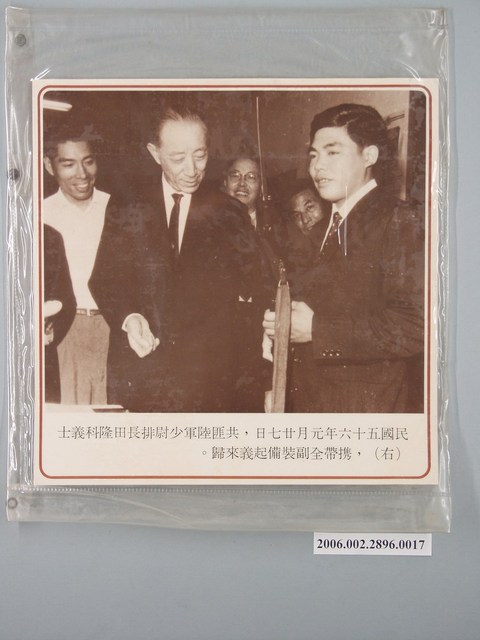 民國五十六年元月廿七日，共匪陸軍少尉排長田隆科義士
（右），携帶全副裝備起義來歸。
2006.002.2896.0017